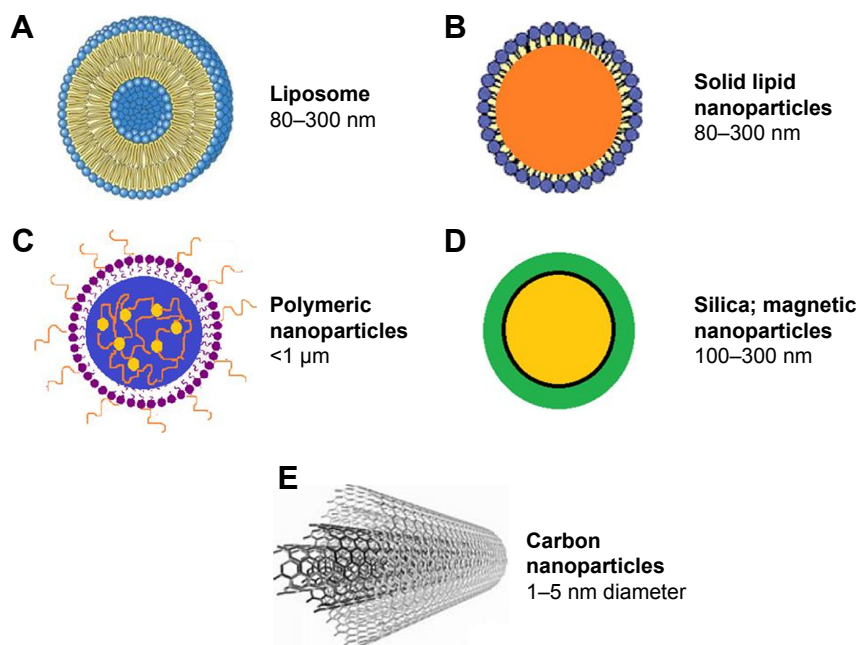 A
Liposome
80–300 nm
B
Solid lipid
nanoparticles
80–300 nm
C
Polymeric
nanoparticles
<1 µm
D
Silica; magnetic
nanoparticles
100–300 nm
E
Carbon
nanoparticles
1–5 nm diameter